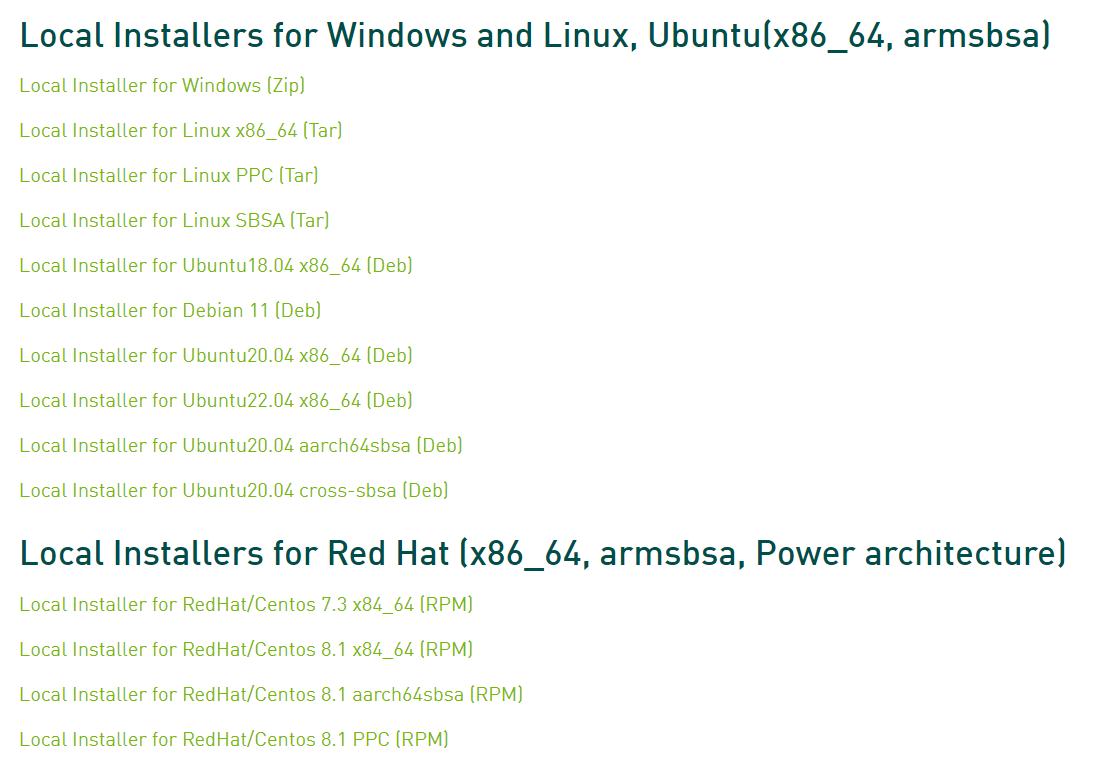 Local Installers for Windows and Linux, Ubuntu(x86_64, armsbsa)
Local Installer for Windows (Zip)
Local Installer for Linux x86_64 (Tar)
Local Installer for Linux PPC (Tar)
Local Installer for Linux SBSA (Tar)
Local Installer for Ubuntu18.04 x86_64 (Deb)
Local Installer for Debian 11 (Deb)
Local Installer for Ubuntu20.04 x86_64 (Deb)
Local Installer for Ubuntu22.04 x86_64 (Deb)
Local Installer for Ubuntu20.04 aarch64sbsa (Deb)
Local Installer for Ubuntu20.04 cross-sbsa (Deb)
Local Installers for Red Hat (x86_64, armsbsa, Power architecture)
Local Installer for RedHat/Centos 7.3 x84_64 (RPM)
Local Installer for RedHat/Centos 8.1 x84_64 (RPM)
Local Installer for RedHat/Centos 8.1 aarch64sbsa (RPM)
Local Installer for RedHat/Centos 8.1 PPC (RPM)